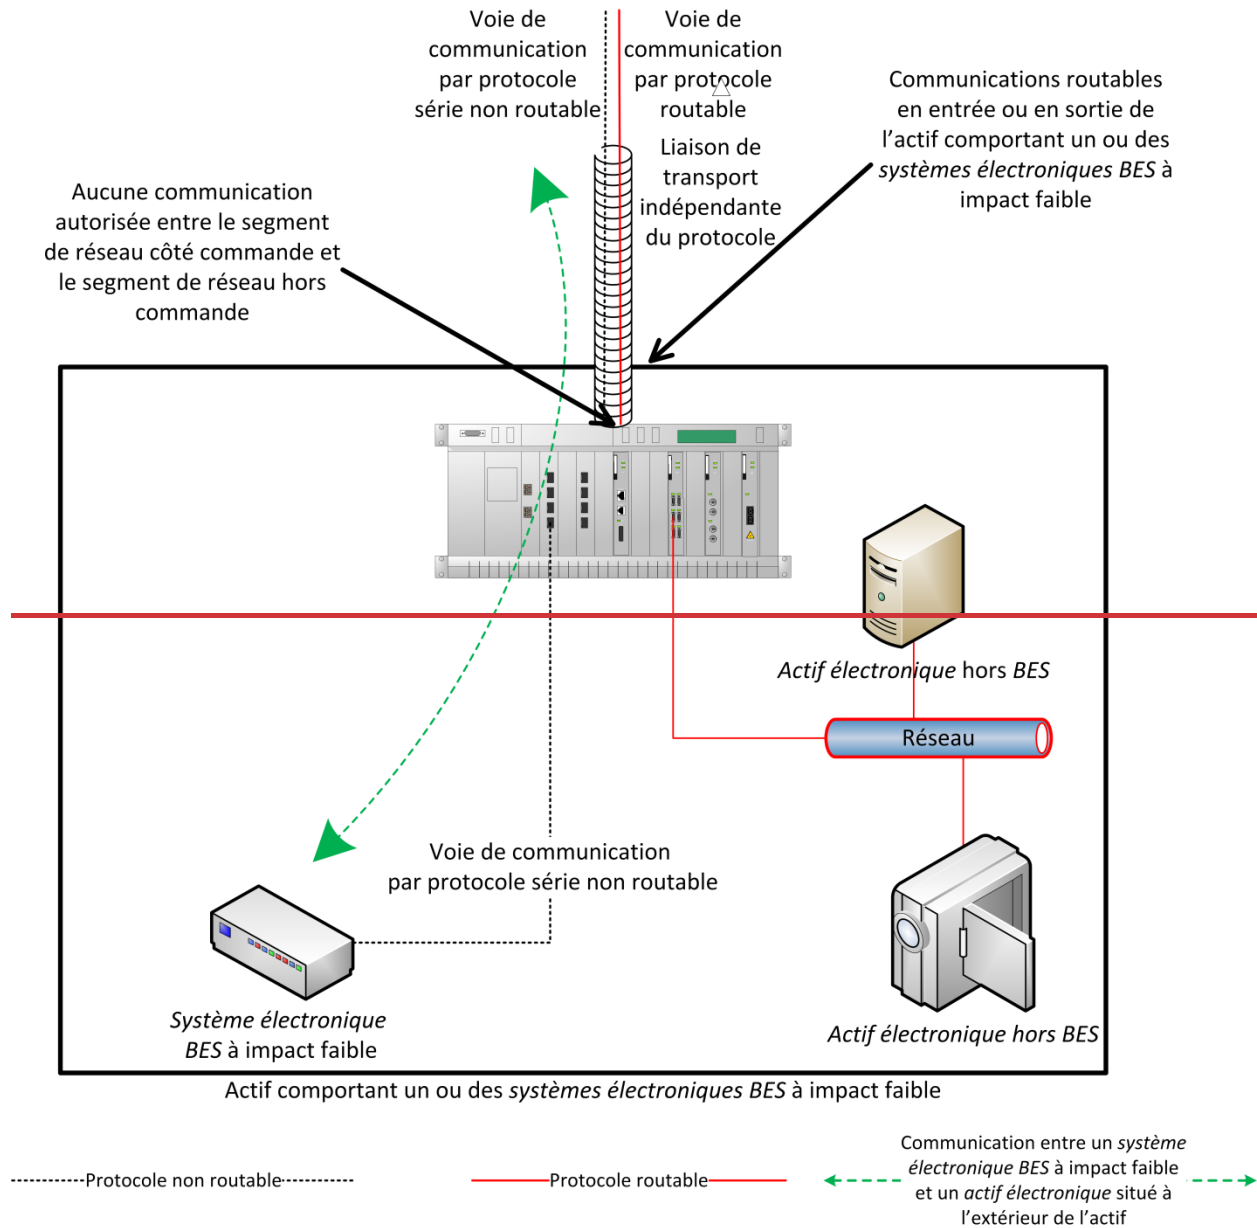 Voie de
communication
par protocole
série non routable
Voie de
communication
par protocole
routable
Liaison de
transport
indépendante
du protocole
Communications routables
en entrée ou en sortie de
l’actif comportant un ou des
systèmes électroniques BES à
impact faible
Aucune communication
autorisée entre le segment
de réseau côté commande et
le segment de réseau hors
commande
Actif électronique hors BES
Réseau
Voie de communication
par protocole série non routable
Système électronique
BES à impact faible
Actif électronique hors BES
Actif comportant un ou des systèmes électroniques BES à impact faible
Protocole non routable
Protocole routable
Communication entre un système
électronique BES à impact faible
et un actif électronique situé à
l’extérieur de l’actif